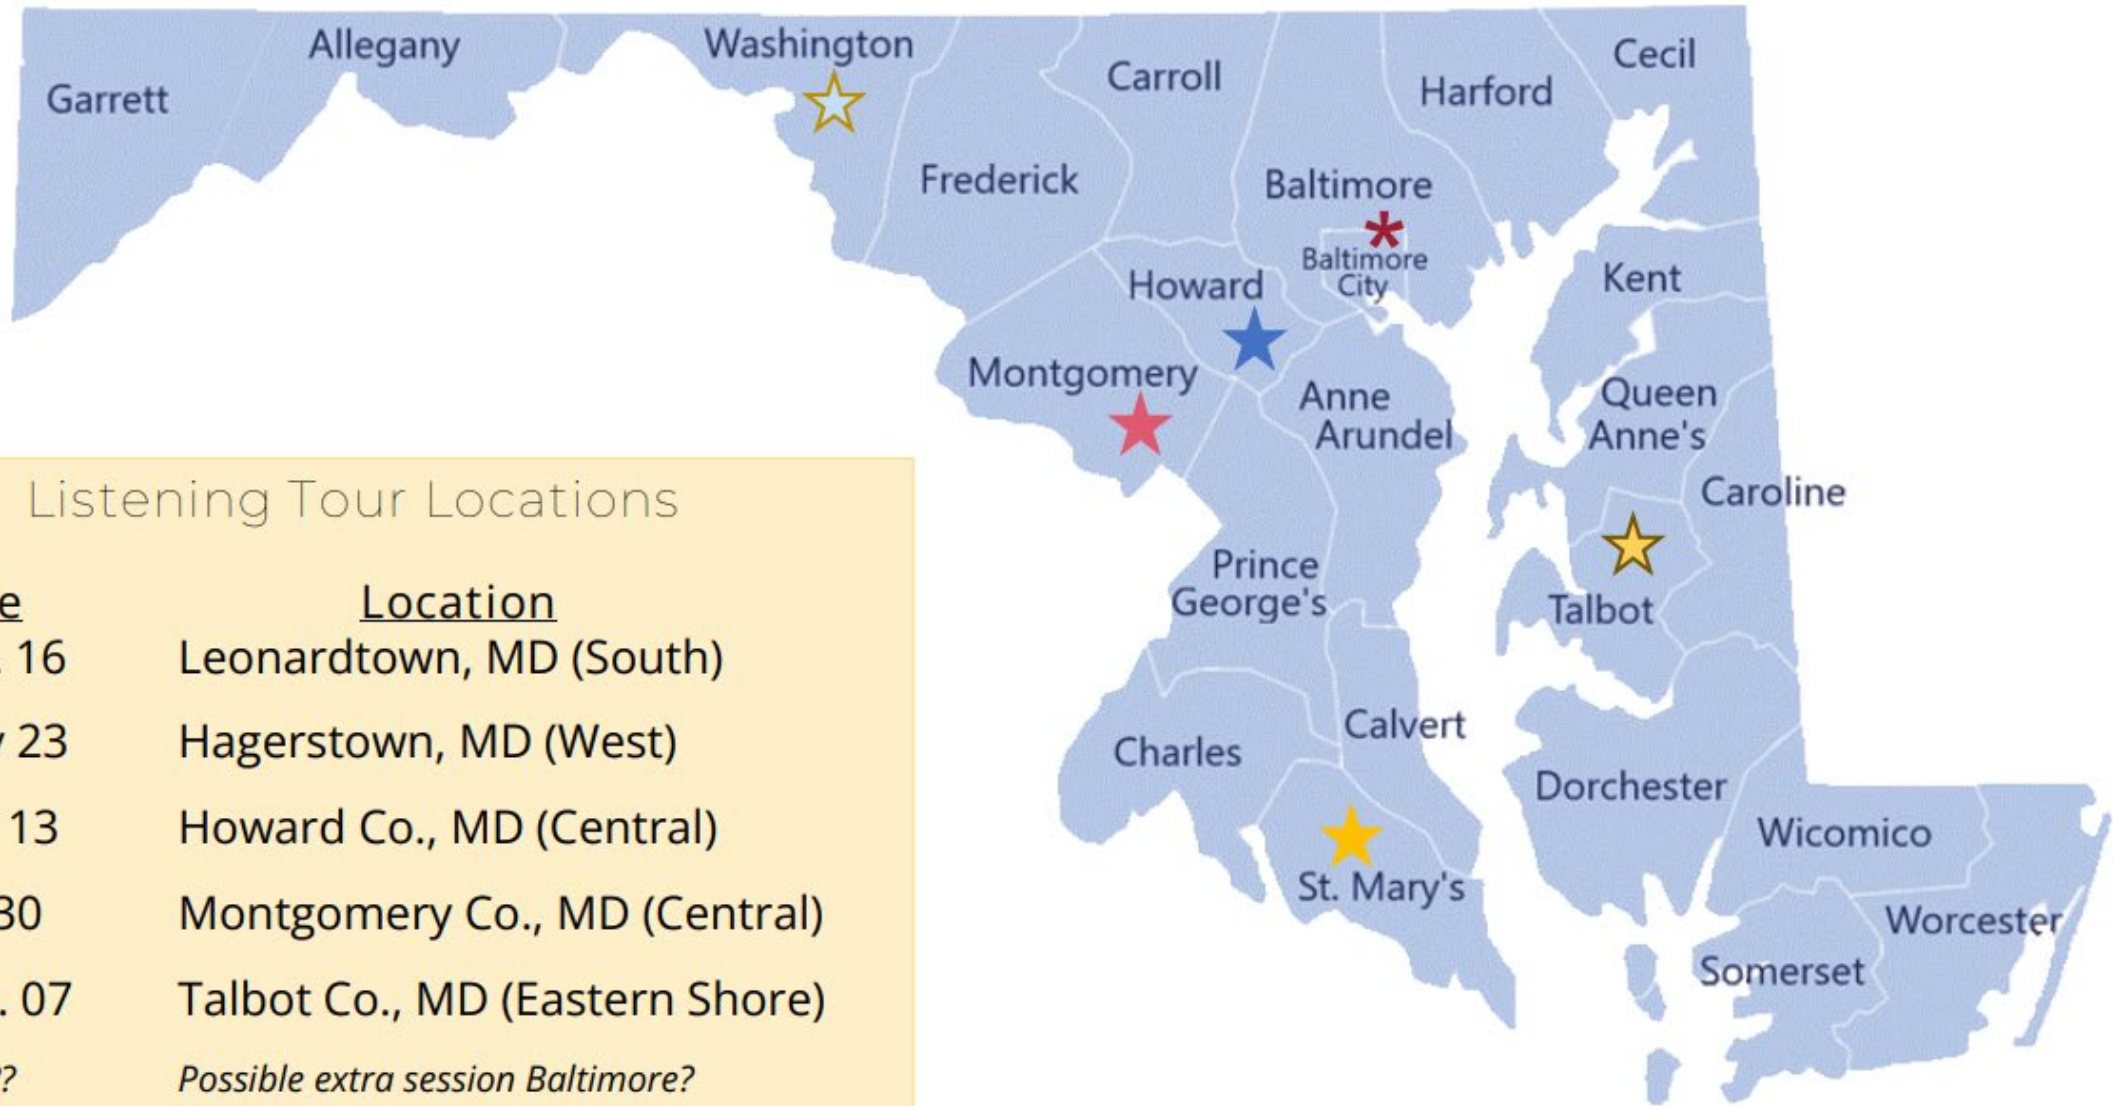 Garrett
Allegany
Washington
Frederick
Carroll
Baltimore
*
Baltimore
City
Harford
Cecil
Howard
Montgomery
Anne
Arundel
Kent
Queen
Anne's
Caroline
Talbot
Prince
George's
Charles
Calvert
St. Mary's
Dorchester
Wicomico
Worcester
Somerset
Listening Tour Locations
e Location
. 16 Leonardtown, MD (South)
23 Hagerstown, MD (West)
13 Howard Co., MD (Central)
30 Montgomery Co., MD (Central)
. 07 Talbot Co., MD (Eastern Shore)
? Possible extra session Baltimore?